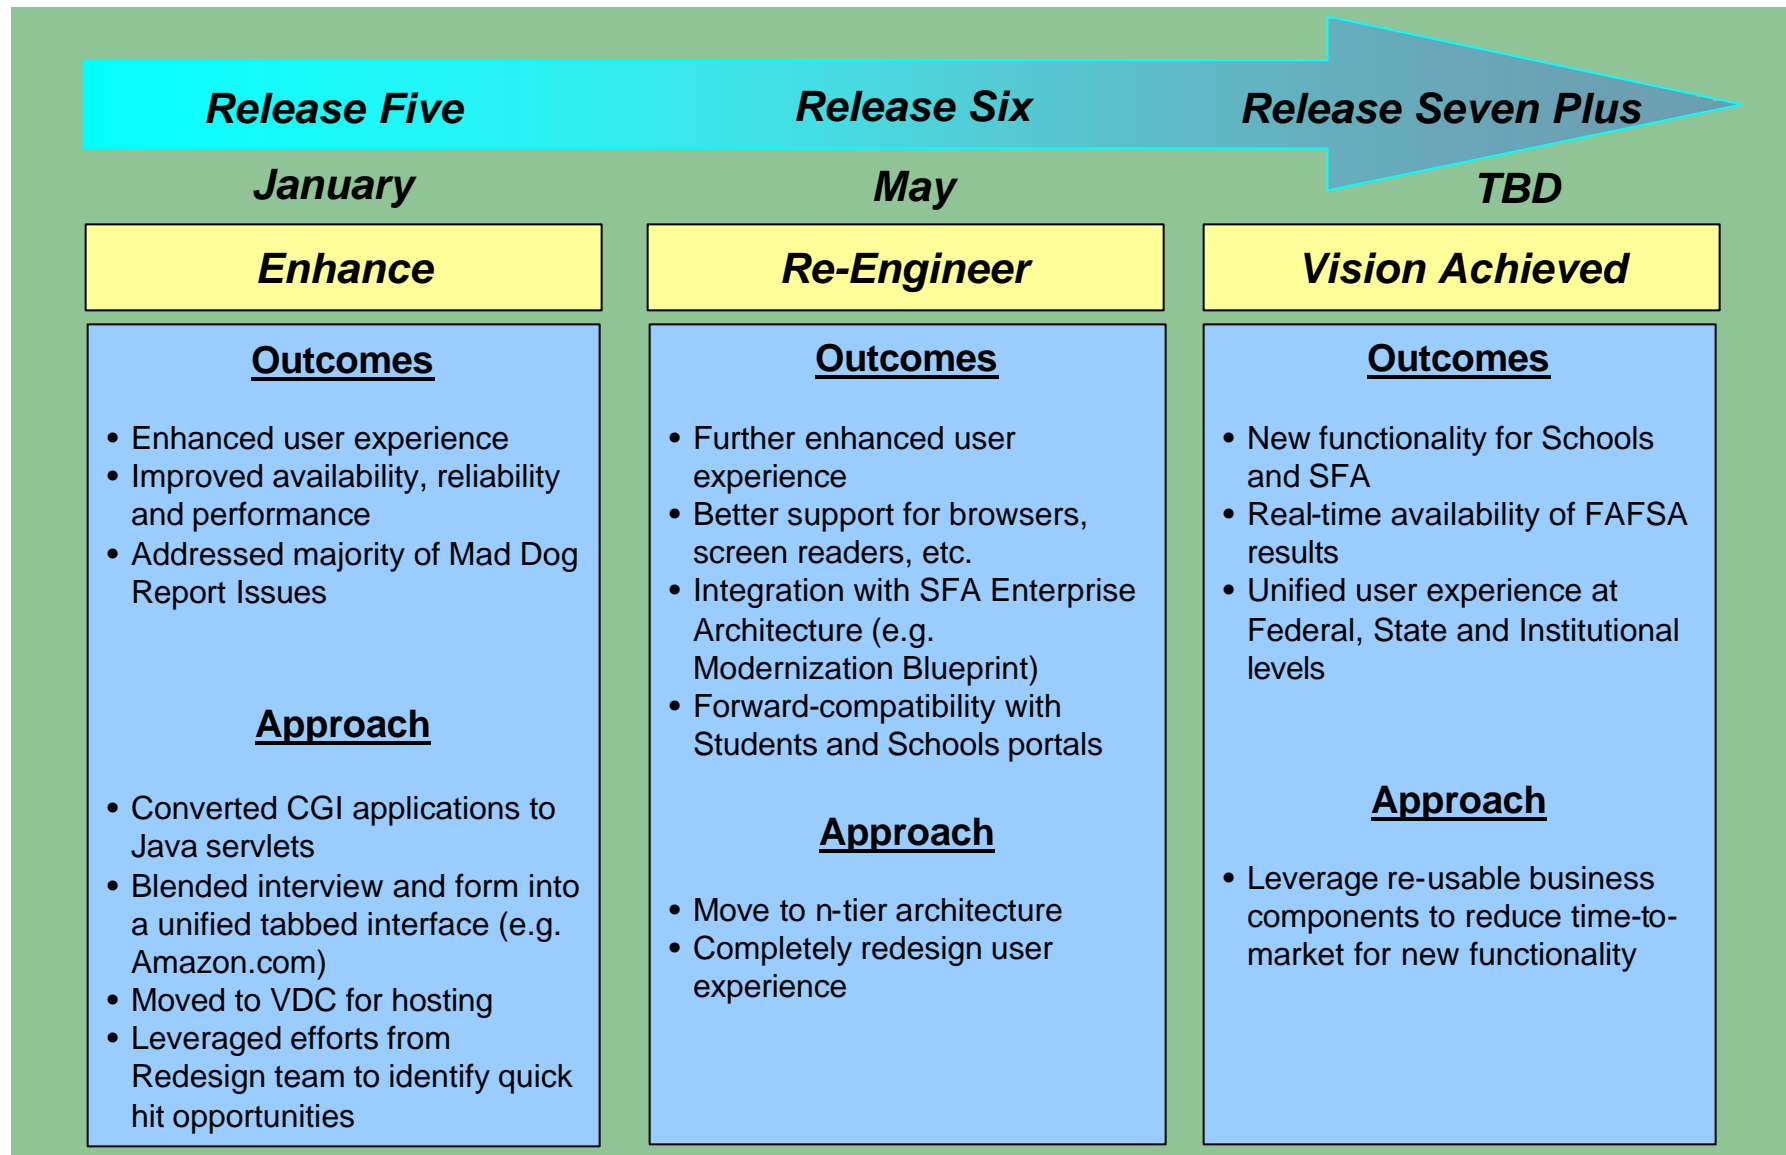 Release Five
Release Six
Release Seven Plus
January
May
TBD
Enhance
Re-Engineer
Vision Achieved
Outcomes
• Enhanced user experience
• Improved availability, reliability
and performance
• Addressed majority of Mad Dog
Report Issues
Approach
• Converted CGI applications to
Java servlets
• Blended interview and form into
a unified tabbed interface (e.g.
Amazon.com)
• Moved to VDC for hosting
• Leveraged efforts from
Redesign team to identify quick
hit opportunities
Outcomes
• Further enhanced user
experience
• Better support for browsers,
screen readers, etc.
• Integration with SFA Enterprise
Architecture (e.g.
Modernization Blueprint)
• Forward-compatibility with
Students and Schools portals
Approach
• Move to n-tier architecture
• Completely redesign user
experience
Outcomes
• New functionality for Schools
and SFA
• Real-time availability of FAFSA
results
• Unified user experience at
Federal, State and Institutional
levels
Approach
• Leverage re-usable business
components to reduce time-to-
market for new functionality